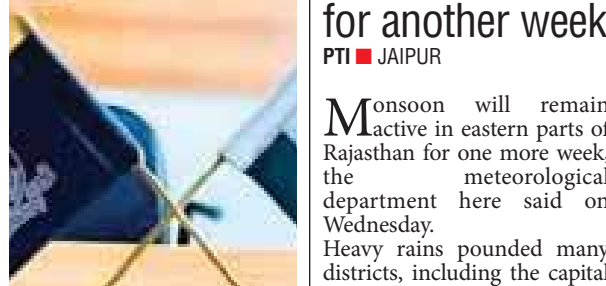 for another week
PTI ■ JAIPUR
Monsoon will remain
active in eastern parts of
Rajasthan for one more week,
the meteorological
department here said on
Wednesday.
Heavy rains pounded many
districts, including the capital